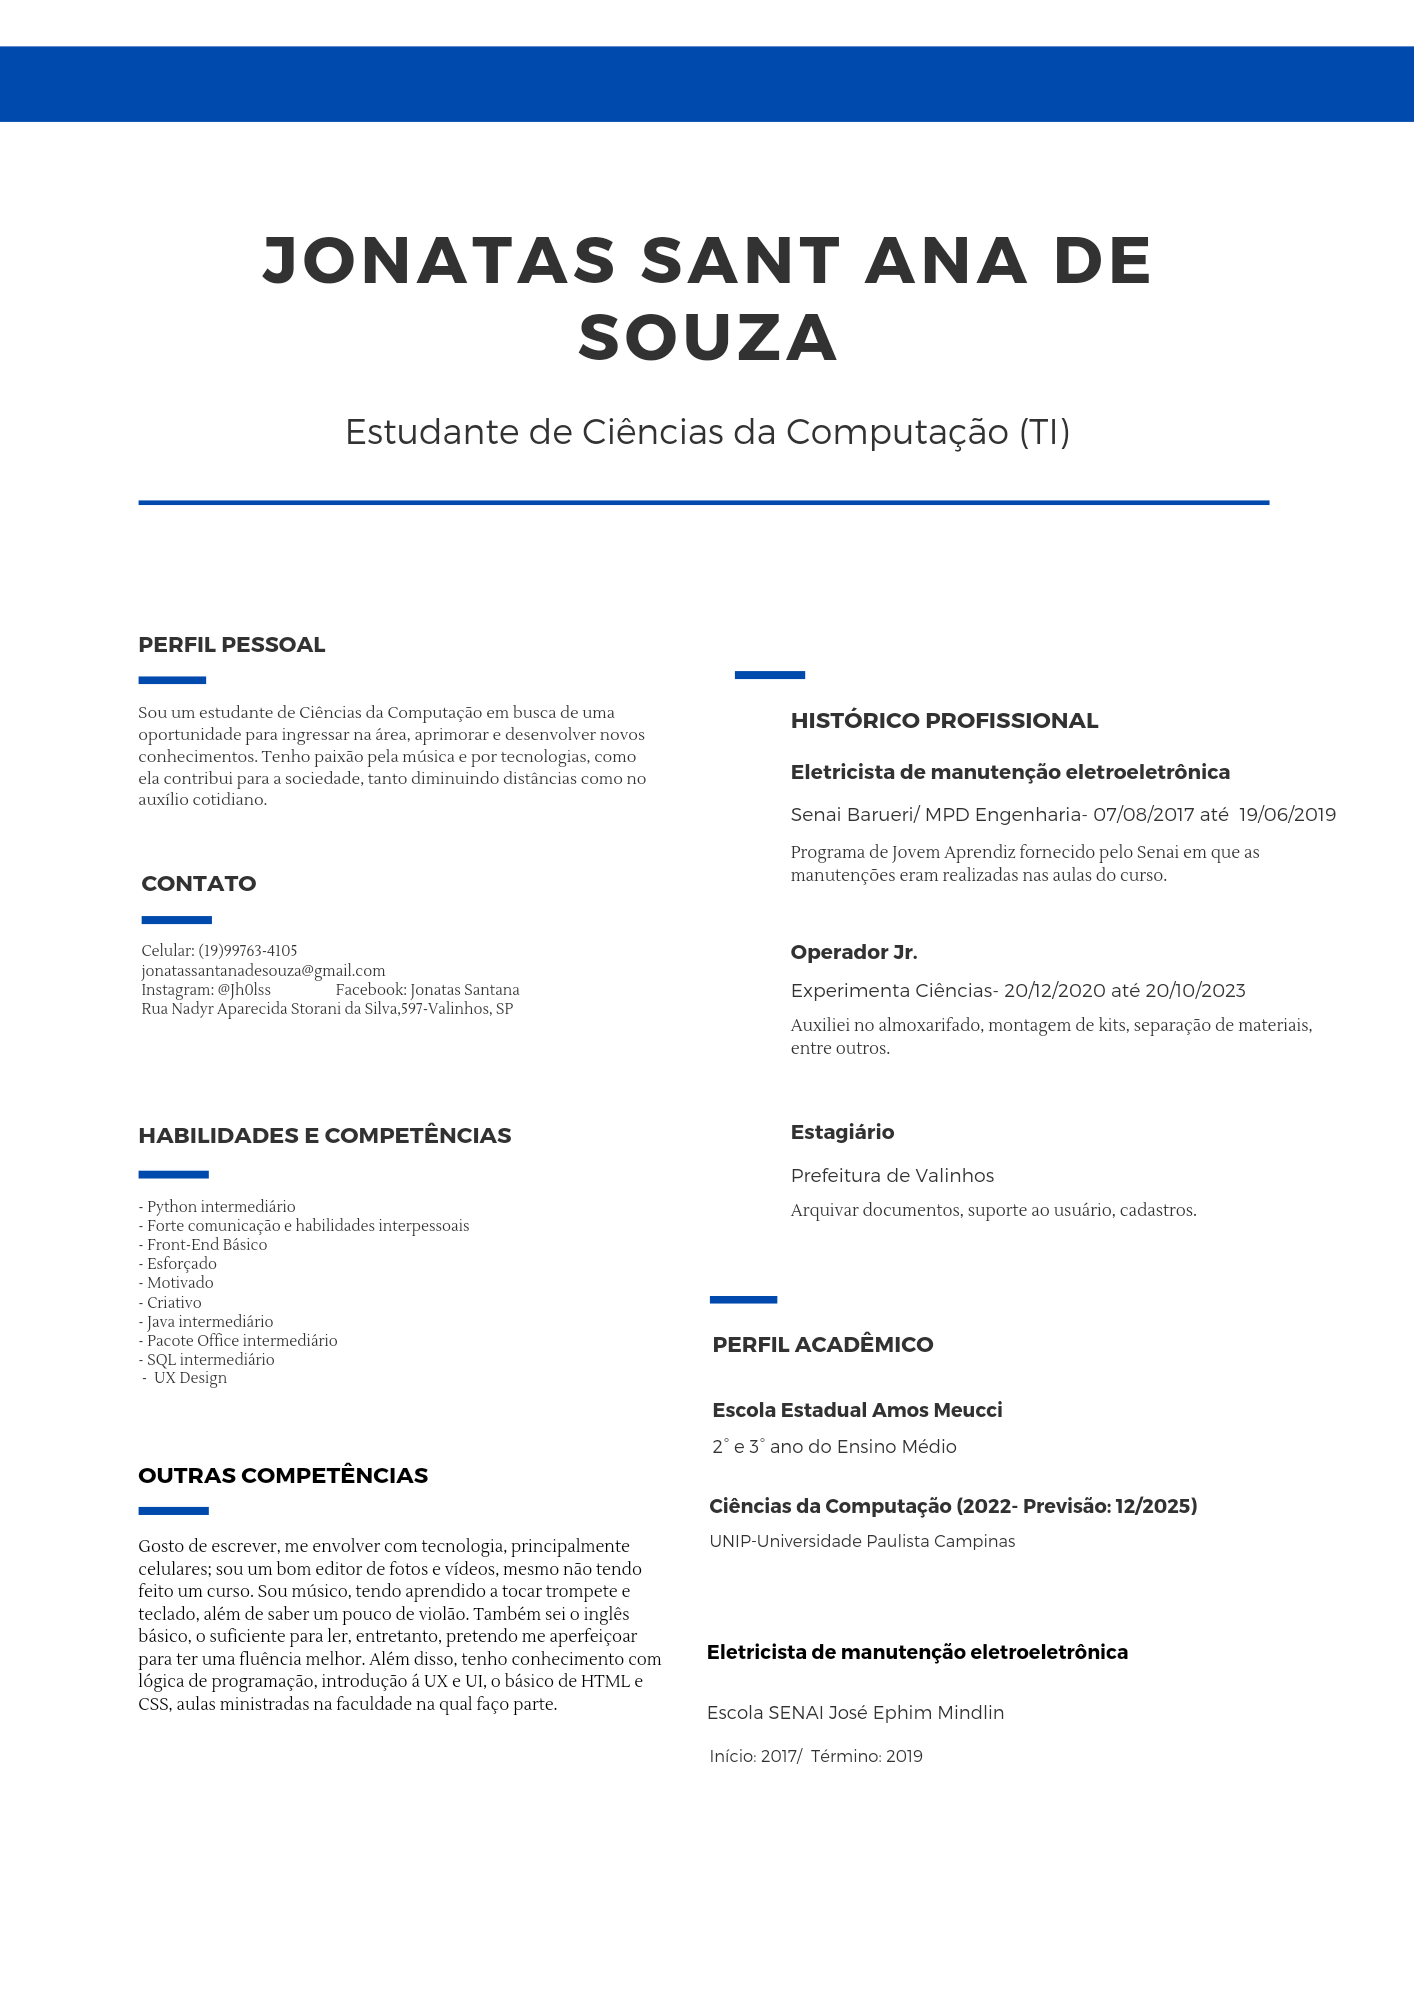 JONATAS SANT ANA DE
SOUZA
Estudante de Ciências da Computação (TI)
PERFIL PESSOAL
Sou um estudante de Ciências da Computação em busca de uma
oportunidade para ingressar na área, aprimorar e desenvolver novos
conhecimentos. Tenho paixão pela música e por tecnologias, como
ela contribui para a sociedade, tanto diminuindo distâncias como no
auxílio cotidiano.
CONTATO
Celular: (19)99763-4105
jonatassantanadesouza@gmail.com
Instagram: @Jh0lss Facebook: Jonatas Santana
Rua Nadyr Aparecida Storani da Silva,597-Valinhos, SP
HABILIDADES E COMPETÊNCIAS
- Python intermediário
- Forte comunicação e habilidades interpessoais
- Front-End Básico
- Esforçado
- Motivado
- Criativo
- Java intermediário
- Pacote Office intermediário
- SQL intermediário
- UX Design
OUTRAS COMPETÊNCIAS
Gosto de escrever, me envolver com tecnologia, principalmente
celulares; sou um bom editor de fotos e vídeos, mesmo não tendo
feito um curso. Sou músico, tendo aprendido a tocar trompete e
teclado, além de saber um pouco de violão. Também sei o inglês
básico, o suficiente para ler, entretanto, pretendo me aperfeiçoar
para ter uma fluência melhor. Além disso, tenho conhecimento com
lógica de programação, introdução á UX e UI, o básico de HTML e
CSS, aulas ministradas na faculdade na qual faço parte.
HISTÓRICO PROFISSIONAL
Eletricista de manutenção eletroeletrônica
Senai Barueri/ MPD Engenharia- 07/08/2017 até 19/06/2019
Programa de Jovem Aprendiz fornecido pelo Senai em que as
manutenções eram realizadas nas aulas do curso.
Operador Jr.
Experimenta Ciências- 20/12/2020 até 20/10/2023
Auxiliei no almoxarifado, montagem de kits, separação de materiais,
entre outros.
Estagiário
Prefeitura de Valinhos
Arquivar documentos, suporte ao usuário, cadastros.
PERFIL ACADÊMICO
Escola Estadual Amos Meucci
2° e 3° ano do Ensino Médio
Ciências da Computação (2022- Previsão: 12/2025)
UNIP-Universidade Paulista Campinas
Eletricista de manutenção eletroeletrônica
Escola SENAI José Ephim Mindlin
Início: 2017/ Término: 2019